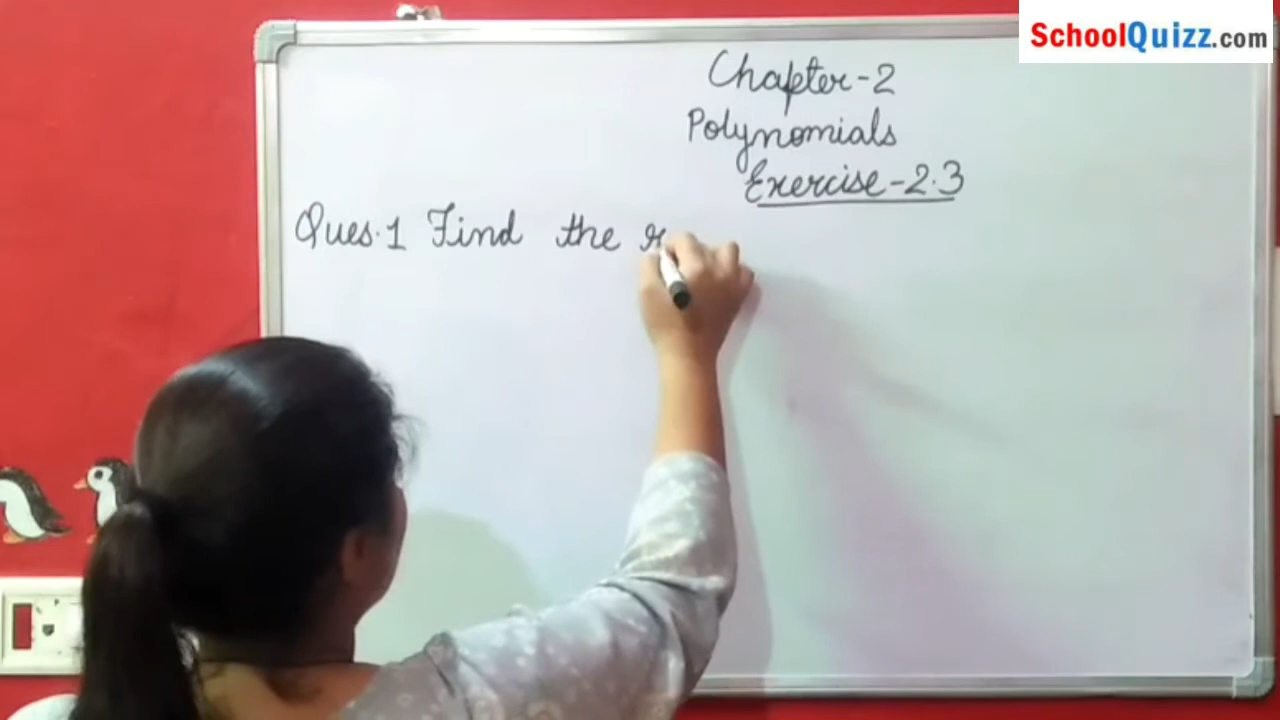 SchoolQuizz.com
Chapter-2
Polynomials
Exercise-2.3
Ques.1 Find the r